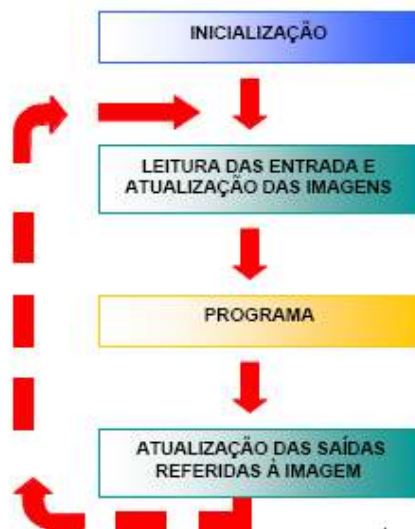 INICIALIZAÇÃO
LEITURA DAS ENTRADA E
ATUALIZAÇÃO DAS IMAGENS
PROGRAMA
ATUALIZAÇÃO DAS SAÍDAS
REFERIDAS À IMAGEM